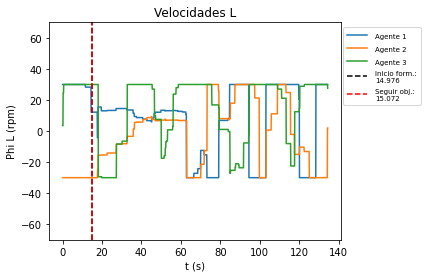 Velocidades L
Phi L (rpm)
60
40
20
0
−20
−40
−60
0
20
40
60
80
100
120
140
t (s)
Agente 1
Agente 2
Agente 3
Inicio form.:
14.976
Seguir obj.:
15.072